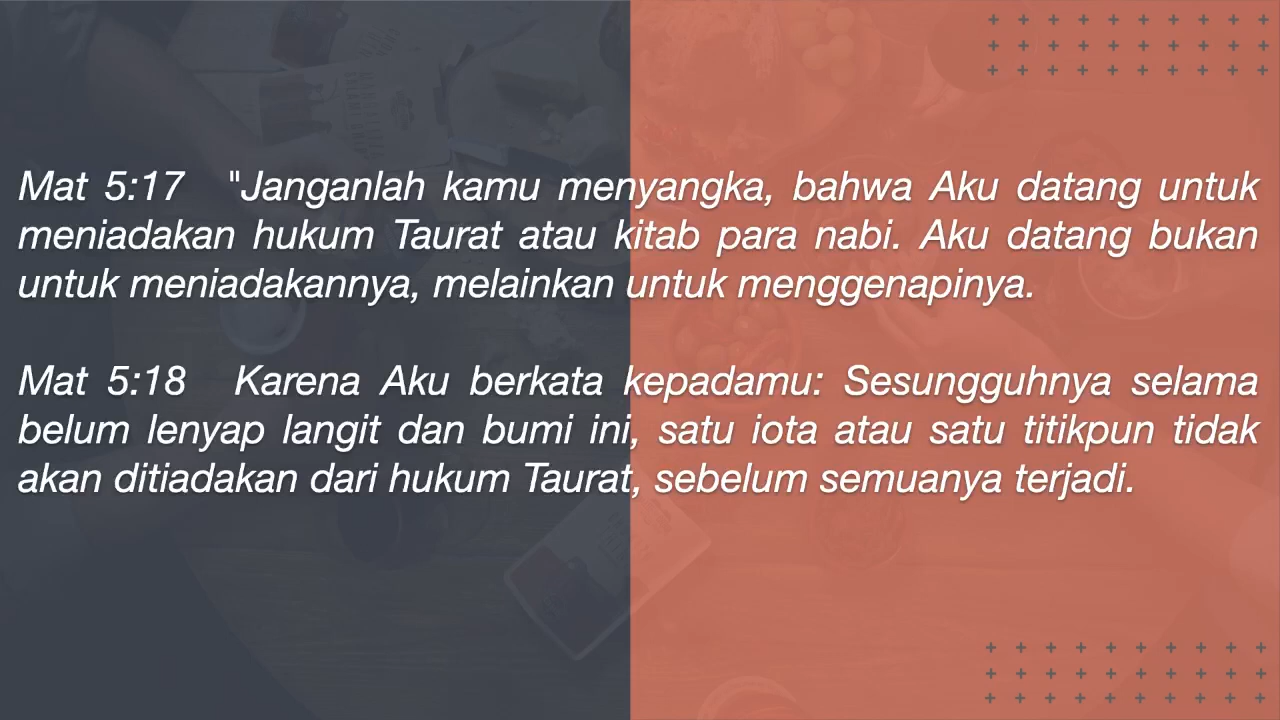 Mat 5:17 "Janganlah kamu menyangka, bahwa Aku datang untuk
meniadakan hukum Taurat atau kitab para nabi. Aku datang bukan
untuk meniadakannya, melainkan untuk menggenapinya.
Mat 5:18 Karena Aku berkata kepadamu: Sesungguhnya selama
belum lenyap langit dan bumi ini, satu iota atau satu titikpun tidak
akan ditiadakan dari hukum Taurat, sebelum semuanya terjadi.